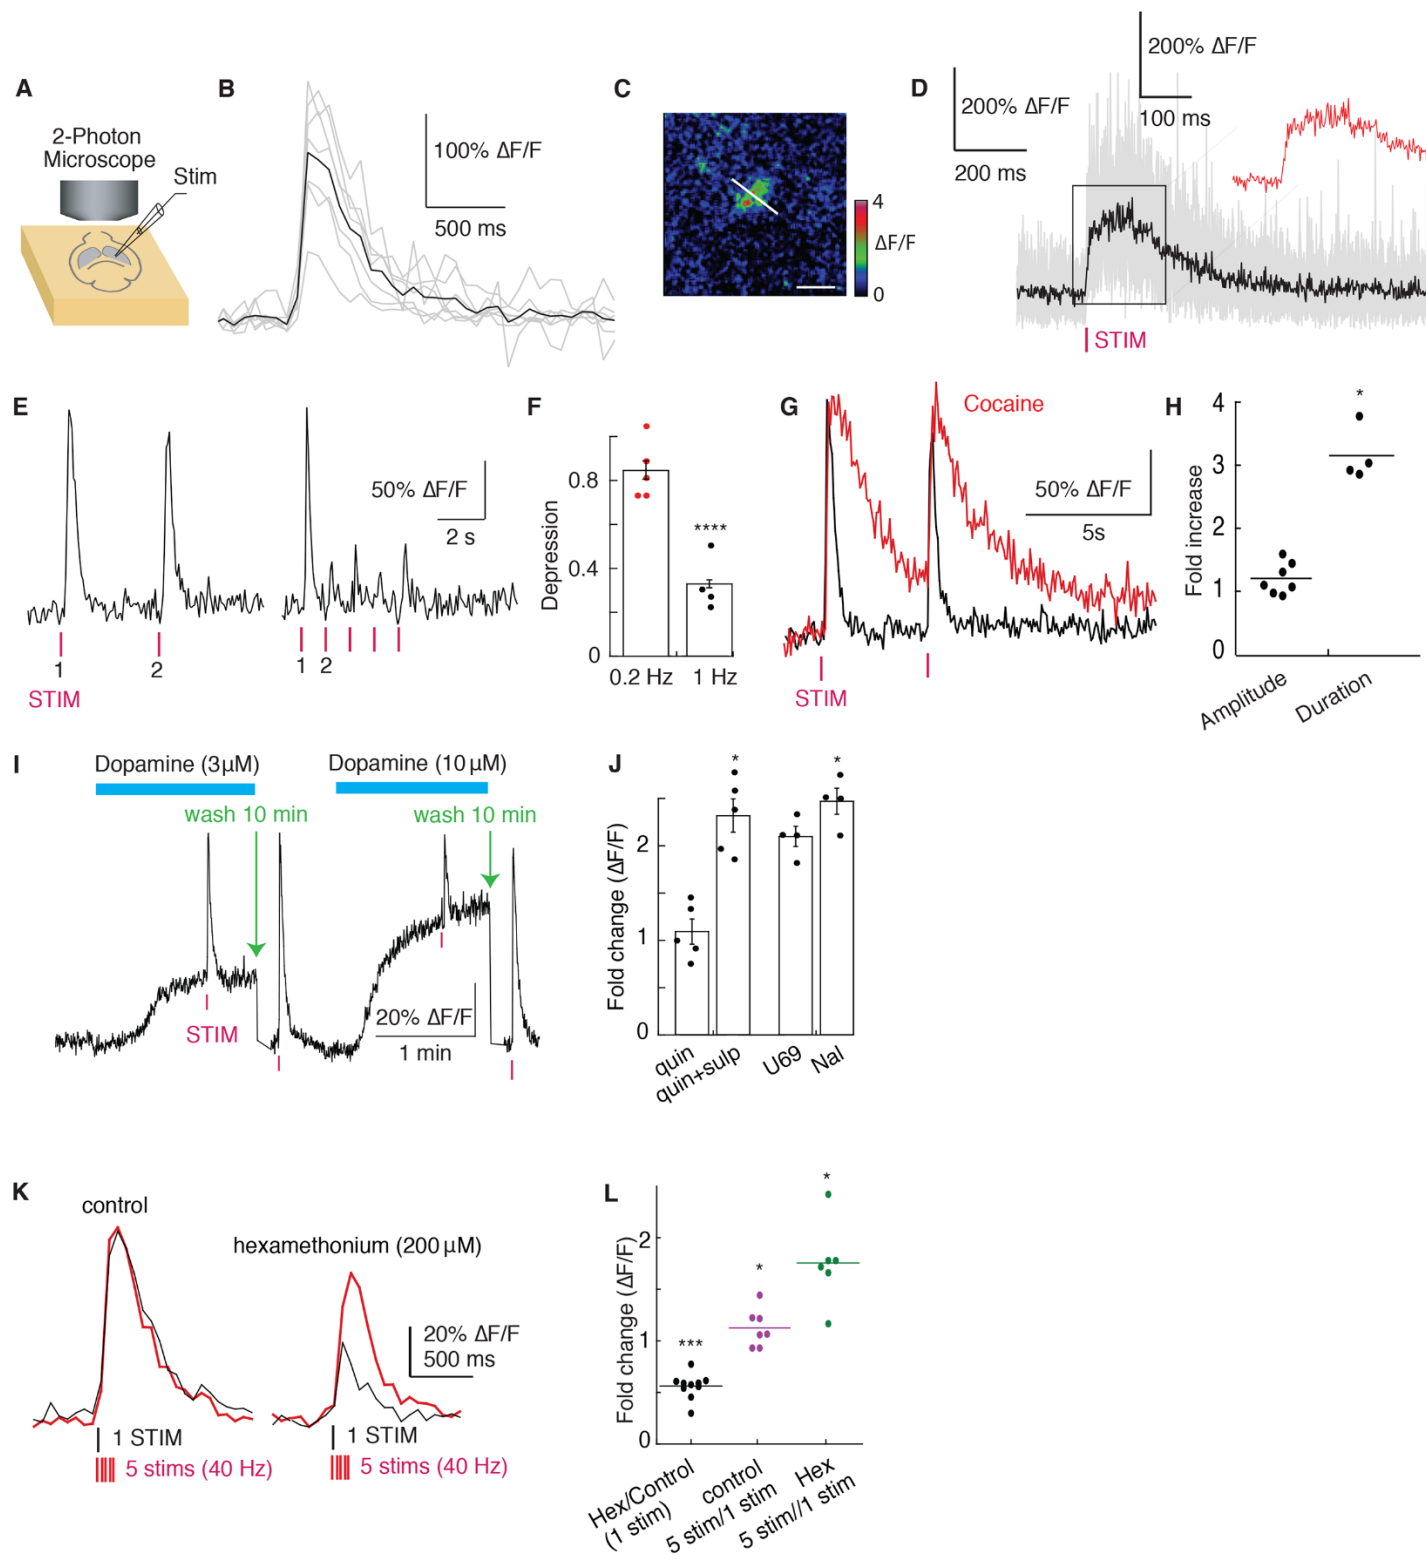 A
2-Photon
Microscope
Stim
B
100% ΔF/F
500 ms
C
4
ΔF/F
0
D
200% ΔF/F
200 ms
200% ΔF/F
100 ms
STIM
E
50% ΔF/F
2 s
1
2
1
2
STIM
F
Depression
0.8
0.4
0
****
0.2 Hz
1 Hz
G
Cocaine
50% ΔF/F
5s
STIM
H
Fold increase
4
3
2
1
0
*
Amplitude
Duration
I
Dopamine (3μM)
Dopamine (10μM)
wash 10 min
wash 10 min
STIM
20% ΔF/F
1 min
J
Fold change (ΔF/F)
2
1
0
*
*
quin
quin+sulp
U69
Nal
K
control
hexamethonium (200μM)
20% ΔF/F
500 ms
1 STIM
5 stims (40 Hz)
1 STIM
5 stims (40 Hz)
L
Fold change (ΔF/F)
2
1
0
***
*
*
Hex/Control
(1 stim)
control
5 stim/1 stim
Hex
5 stim//1 stim